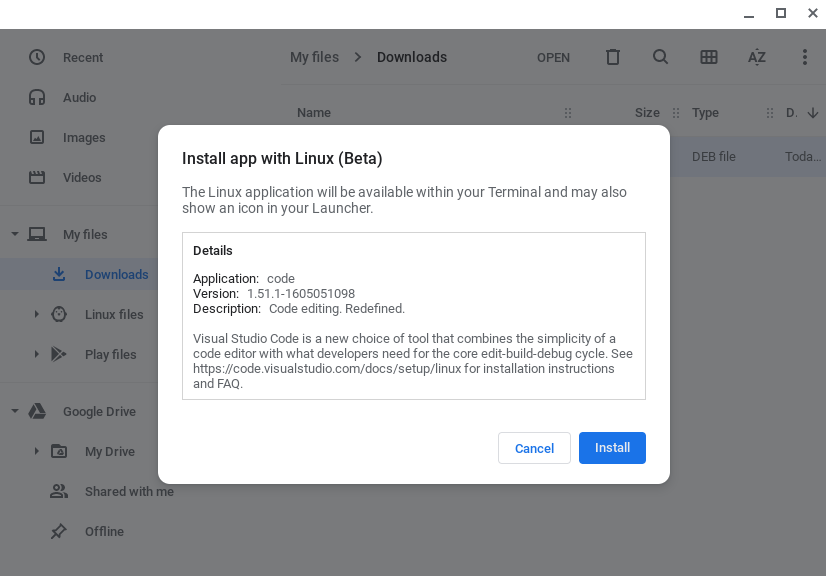 Recent
Audio
Images
Videos
My files
Downloads
Linux files
Play files
Google Drive
My Drive
Shared with me
Offline
My files > Downloads
OPEN
AZ
Name Size Type D.
DEB file Toda...
Install app with Linux (Beta)
The Linux application will be available within your Terminal and may also
show an icon in your Launcher.
Details
Application: code
Version: 1.51.1-1605051098
Description: Code editing. Redefined.
Visual Studio Code is a new choice of tool that combines the simplicity of a
code editor with what developers need for the core edit-build-debug cycle. See
https://code.visualstudio.com/docs/setup/linux for installation instructions
and FAQ.
Cancel
Install